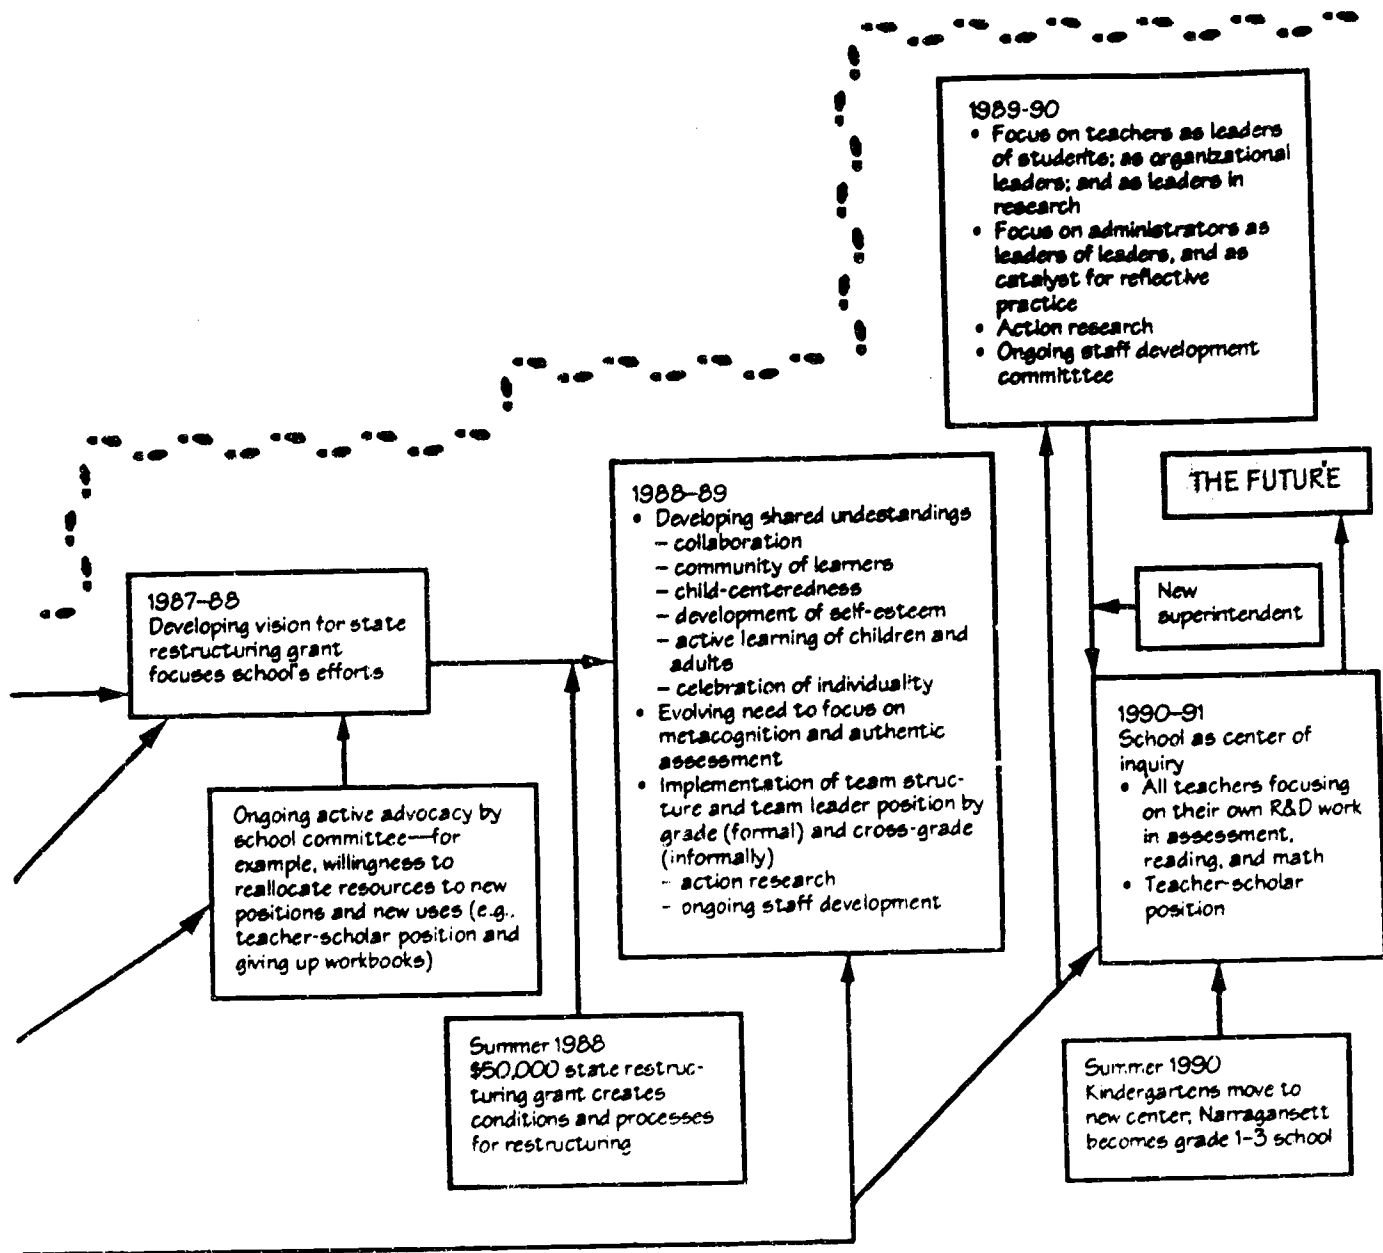 1989-90
• Focus on teachers as leaders
of students; as organizational
leaders; and as leaders in
research
• Focus on administrators as
leaders of leaders, and as
catalyst for reflective
practice
• Action research
• Ongoing staff development
committtee
THE FUTURE
New
superintendent
1988–89
• Developing shared undestandings
– collaboration
– community of learners
– child-centeredness
– development of self-esteem
– active learning of children and
adults
– celebration of individuality
• Evolving need to focus on
metacognition and authentic
assessment
• Implementation of team struc-
ture and team leader position by
grade (formal) and cross-grade
(informally)
– action research
– ongoing staff development
1987–88
Developing vision for state
restructuring grant
focuses school's efforts
Ongoing active advocacy by
school committee—for
example, willingness to
reallocate resources to new
positions and new uses (e.g.,
teacher-scholar position and
giving up workbooks)
Summer 1988
$50,000 state restruc-
turing grant creates
conditions and processes
for restructuring
1990–91
School as center of
inquiry
• All teachers focusing
on their own R&D work
in assessment,
reading, and math
• Teacher-scholar
position
Summer 1990
Kindergartens move to
new center; Narragansett
becomes grade 1–3 school